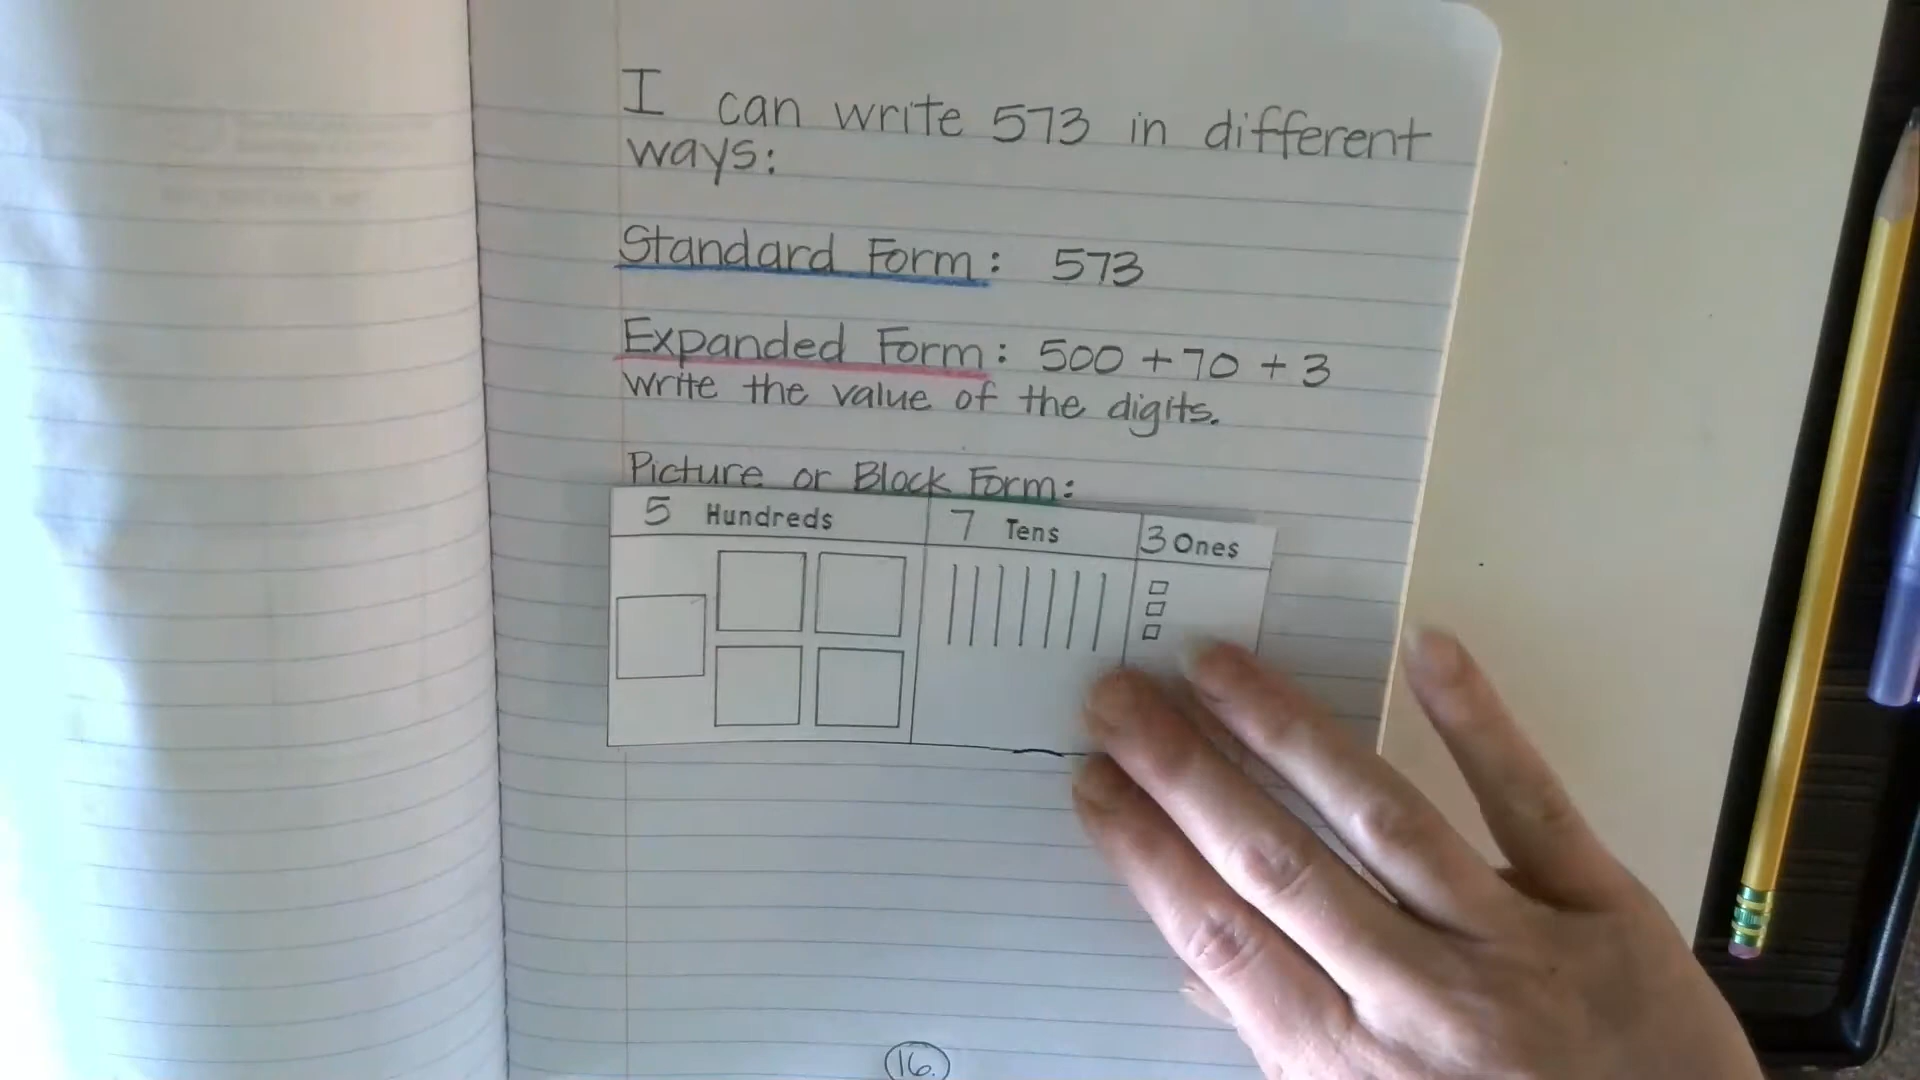 I can write 573 in different
ways:
Standard Form: 573
Expanded Form: 500 + 70 + 3
write the value of the digits.
Picture or Block Form:
5 Hundreds 7 Tens 3 Ones
16.